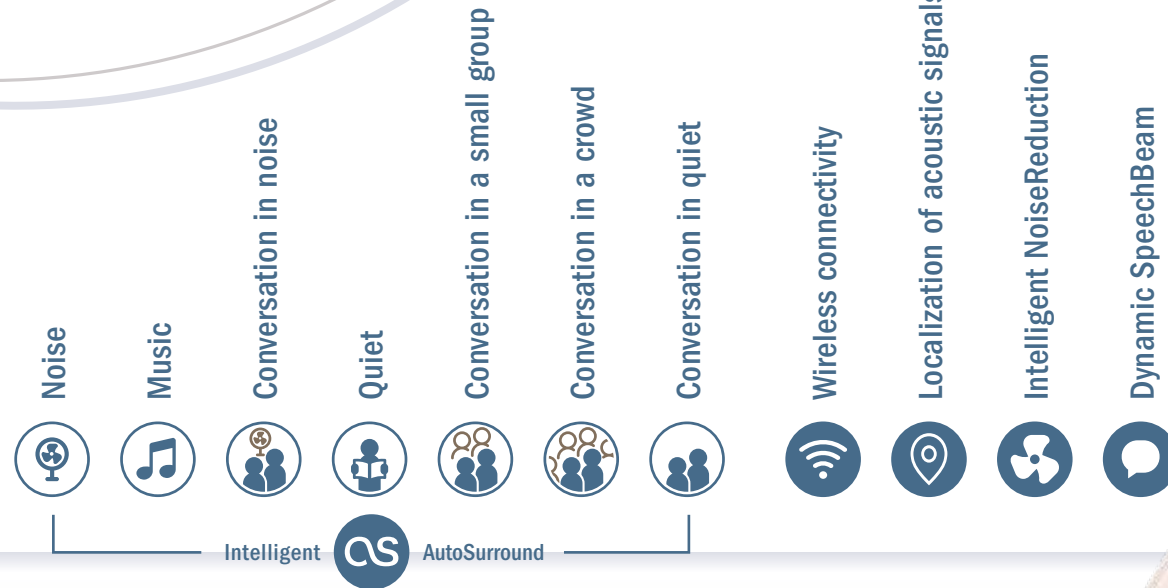 Noise
Music
Conversation in noise
Quiet
Conversation in a small group
Conversation in a crowd
Conversation in quiet
Wireless connectivity
Localization of acoustic signals
Intelligent NoiseReduction
Dynamic SpeechBeam
Intelligent AS AutoSurround